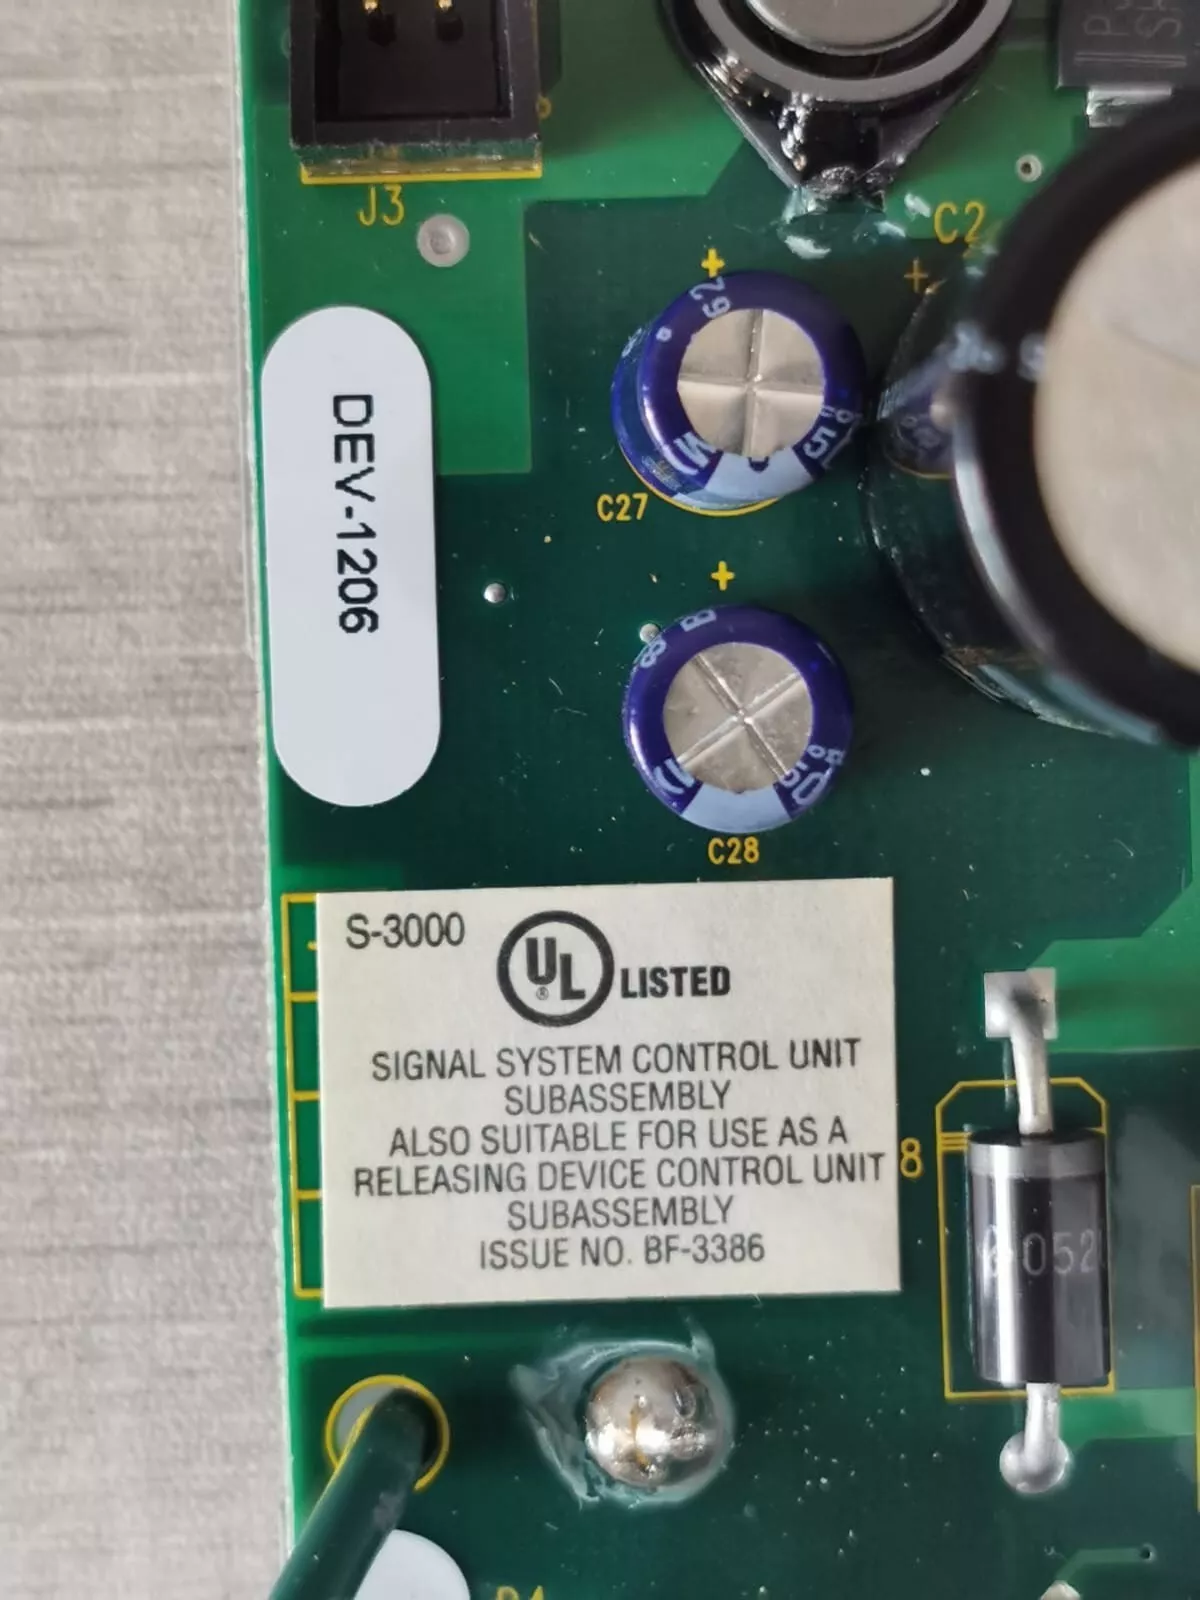 J3
C2
+
+
C27
DEV-1206
+
C28
S-3000
UL
®
LISTED
SIGNAL SYSTEM CONTROL UNIT
SUBASSEMBLY
ALSO SUITABLE FOR USE AS A
RELEASING DEVICE CONTROL UNIT
SUBASSEMBLY
ISSUE NO. BF-3386
8
052